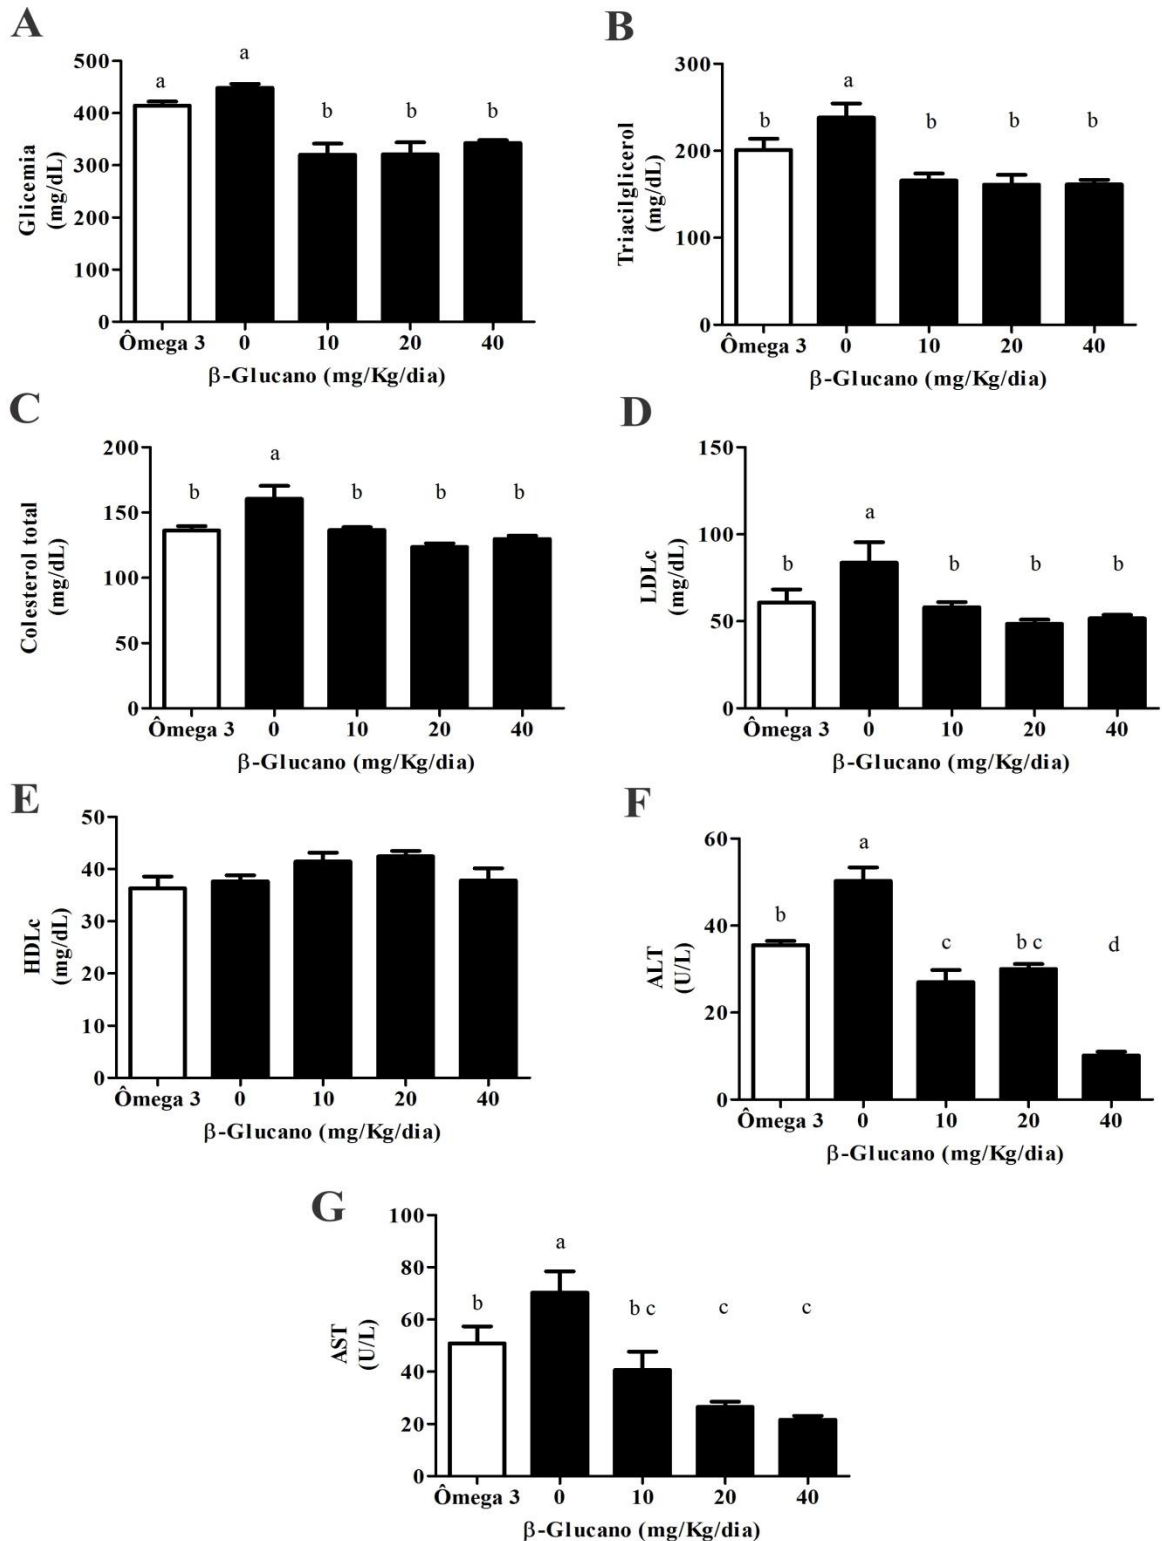 A
Glicemia
(mg/dL)
500
400
300
200
100
0
a
a
b
b
b
Ômega 3 0 10 20 40
β-Glucano (mg/Kg/dia)
B
Triacilglicerol
(mg/dL)
300
200
100
0
b
a
b
b
b
Ômega 3 0 10 20 40
β-Glucano (mg/Kg/dia)
C
Colesterol total
(mg/dL)
200
150
100
50
0
b
a
b
b
b
Ômega 3 0 10 20 40
β-Glucano (mg/Kg/dia)
D
LDLc
(mg/dL)
150
100
50
0
b
a
b
b
b
Ômega 3 0 10 20 40
β-Glucano (mg/Kg/dia)
E
HDLc
(mg/dL)
50
40
30
20
10
0
Ômega 3 0 10 20 40
β-Glucano (mg/Kg/dia)
F
ALT
(U/L)
60
40
20
0
b
a
c
b c
d
Ômega 3 0 10 20 40
β-Glucano (mg/Kg/dia)
G
AST
(U/L)
100
80
60
40
20
0
b
a
b c
c
c
Ômega 3 0 10 20 40
β-Glucano (mg/Kg/dia)